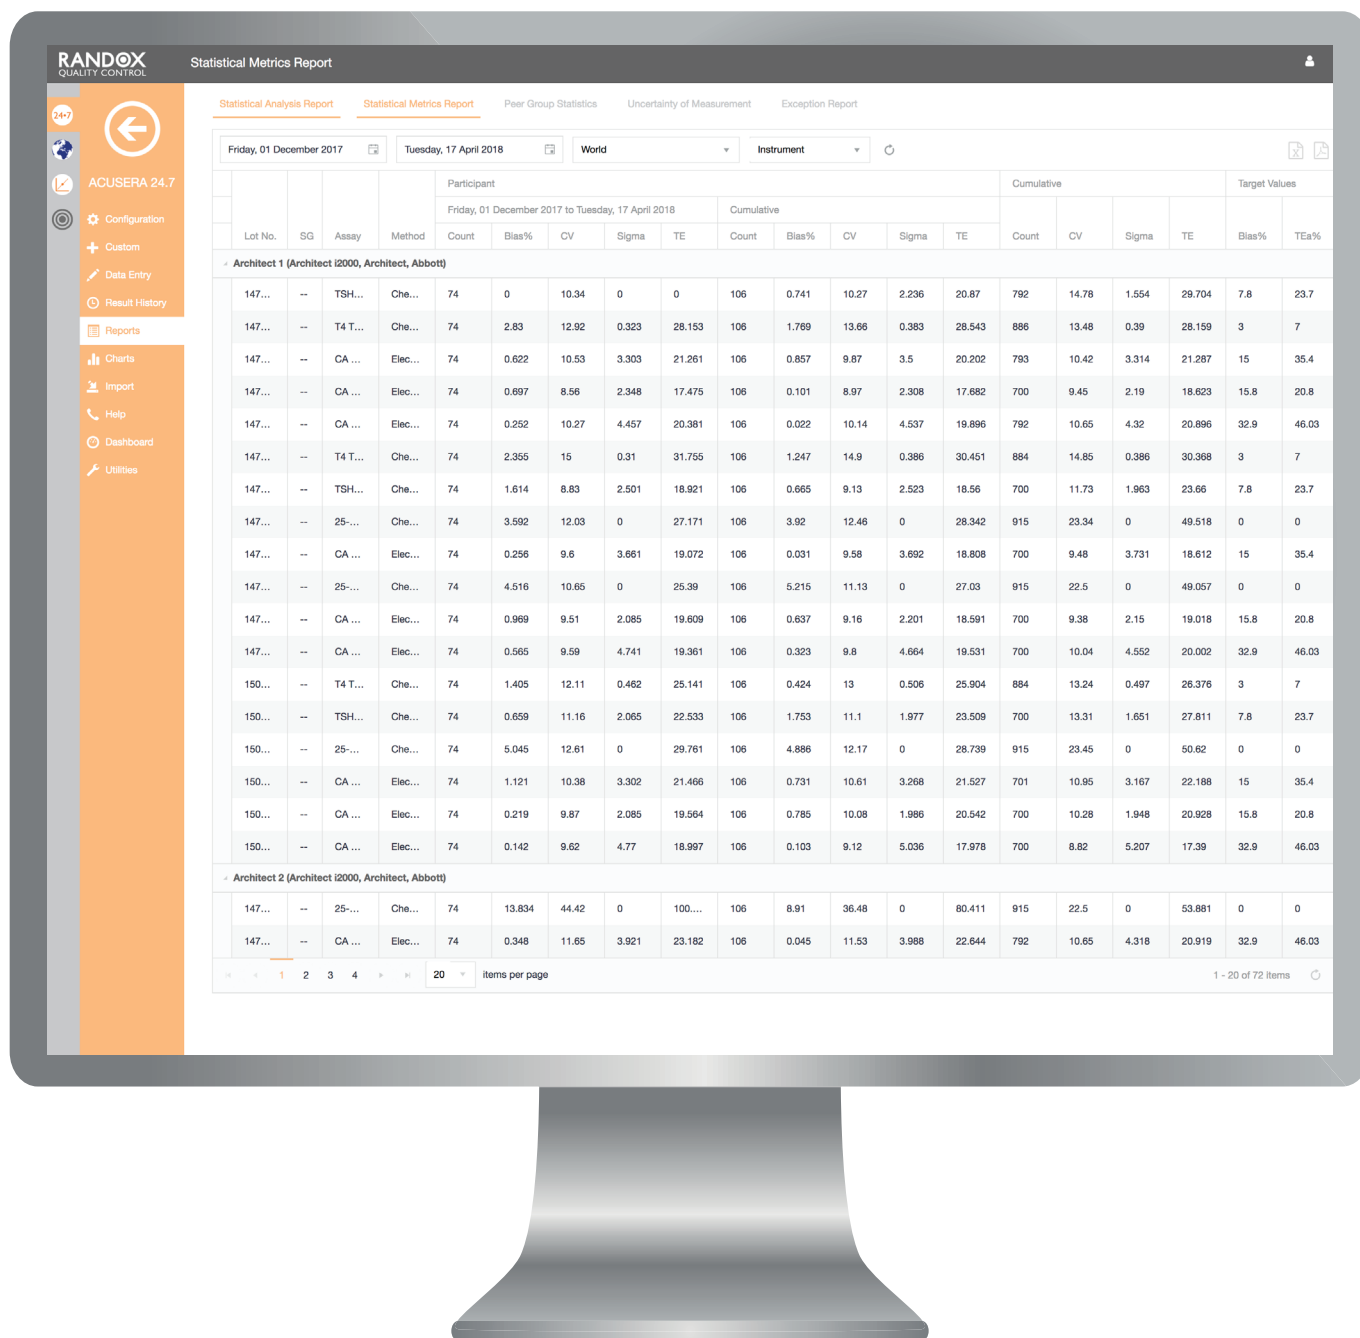 RANDOX
QUALITY CONTROL
Statistical Metrics Report
24•7
ACUSERA 24.7
Configuration
Custom
Data Entry
Result History
Reports
Charts
Import
Help
Dashboard
Utilities
Statistical Analysis Report Statistical Metrics Report Peer Group Statistics Uncertainty of Measurement Exception Report
Friday, 01 December 2017 Tuesday, 17 April 2018 World Instrument
Participant Cumulative Target Values
Friday, 01 December 2017 to Tuesday, 17 April 2018 Cumulative
Lot No. SG Assay Method Count Bias% CV Sigma TE Count Bias% CV Sigma TE Count CV Sigma TE Bias% TEa%
Architect 1 (Architect i2000, Architect, Abbott)
147... -- TSH... Che... 74 0 10.34 0 0 106 0.741 10.27 2.236 20.87 792 14.78 1.554 29.704 7.8 23.7
147... -- T4 T... Che... 74 2.83 12.92 0.323 28.153 106 1.769 13.66 0.383 28.543 886 13.48 0.39 28.159 3 7
147... -- CA ... Elec... 74 0.622 10.53 3.303 21.261 106 0.857 9.87 3.5 20.202 793 10.42 3.314 21.287 15 35.4
147... -- CA ... Elec... 74 0.697 8.56 2.348 17.475 106 0.101 8.97 2.308 17.682 700 9.45 2.19 18.623 15.8 20.8
147... -- CA ... Elec... 74 0.252 10.27 4.457 20.381 106 0.022 10.14 4.537 19.896 792 10.65 4.32 20.896 32.9 46.03
147... -- T4 T... Che... 74 2.355 15 0.31 31.755 106 1.247 14.9 0.386 30.451 884 14.85 0.386 30.368 3 7
147... -- TSH... Che... 74 1.614 8.83 2.501 18.921 106 0.665 9.13 2.523 18.56 700 11.73 1.963 23.66 7.8 23.7
147... -- 25-... Che... 74 3.592 12.03 0 27.171 106 3.92 12.46 0 28.342 915 23.34 0 49.518 0 0
147... -- CA ... Elec... 74 0.256 9.6 3.661 19.072 106 0.031 9.58 3.692 18.808 700 9.48 3.731 18.612 15 35.4
147... -- 25-... Che... 74 4.516 10.65 0 25.39 106 5.215 11.13 0 27.03 915 22.5 0 49.057 0 0
147... -- CA ... Elec... 74 0.969 9.51 2.085 19.609 106 0.637 9.16 2.201 18.591 700 9.38 2.15 19.018 15.8 20.8
147... -- CA ... Elec... 74 0.565 9.59 4.741 19.361 106 0.323 9.8 4.664 19.531 700 10.04 4.552 20.002 32.9 46.03
150... -- T4 T... Che... 74 1.405 12.11 0.462 25.141 106 0.424 13 0.506 25.904 884 13.24 0.497 26.376 3 7
150... -- TSH... Che... 74 0.659 11.16 2.065 22.533 106 1.753 11.1 1.977 23.509 700 13.31 1.651 27.811 7.8 23.7
150... -- 25-... Che... 74 5.045 12.61 0 29.761 106 4.886 12.17 0 28.739 915 23.45 0 50.62 0 0
150... -- CA ... Elec... 74 1.121 10.38 3.302 21.466 106 0.731 10.61 3.268 21.527 701 10.95 3.167 22.188 15 35.4
150... -- CA ... Elec... 74 0.219 9.87 2.085 19.564 106 0.785 10.08 1.986 20.542 700 10.28 1.948 20.928 15.8 20.8
150... -- CA ... Elec... 74 0.142 9.62 4.77 18.997 106 0.103 9.12 5.036 17.978 700 8.82 5.207 17.39 32.9 46.03
Architect 2 (Architect i2000, Architect, Abbott)
147... -- 25-... Che... 74 13.834 44.42 0 100.... 106 8.91 36.48 0 80.411 915 22.5 0 53.881 0 0
147... -- CA ... Elec... 74 0.348 11.65 3.921 23.182 106 0.045 11.53 3.988 22.644 792 10.65 4.318 20.919 32.9 46.03
1 2 3 4 20 items per page 1 - 20 of 72 items